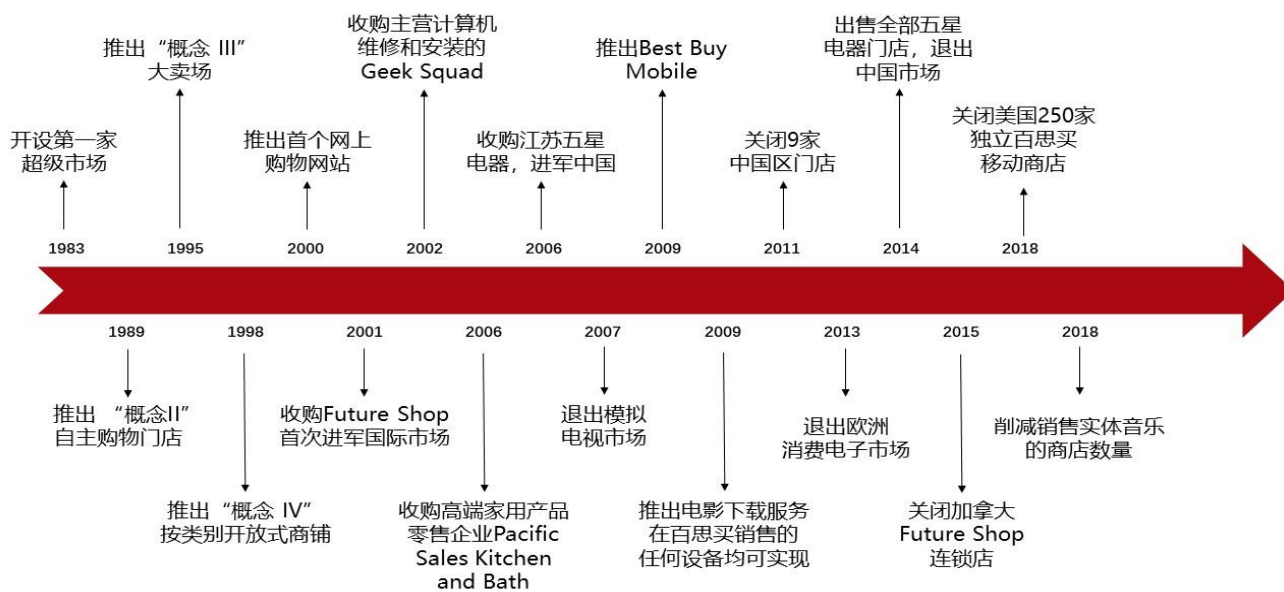 推出“概念 III”
大卖场
收购主营计算机
维修和安装的
Geek Squad
推出Best Buy
Mobile
出售全部五星
电器门店，退出
中国市场
开设第一家
超级市场
推出首个网上
购物网站
收购江苏五星
电器，进军中国
关闭9家
中国区门店
关闭美国250家
独立百思买
移动商店
1983
1995
2000
2002
2006
2009
2011
2014
2018
1989
1998
2001
2006
2007
2009
2013
2015
2018
推出 “概念II”
自主购物门店
收购Future Shop
首次进军国际市场
退出模拟
电视市场
退出欧洲
消费电子市场
削减销售实体音乐
的商店数量
推出“概念 IV”
按类别开放式商铺
收购高端家用产品
零售企业Pacific
Sales Kitchen
and Bath
推出电影下载服务
在百思买销售的
任何设备均可实现
关闭加拿大
Future Shop
连锁店